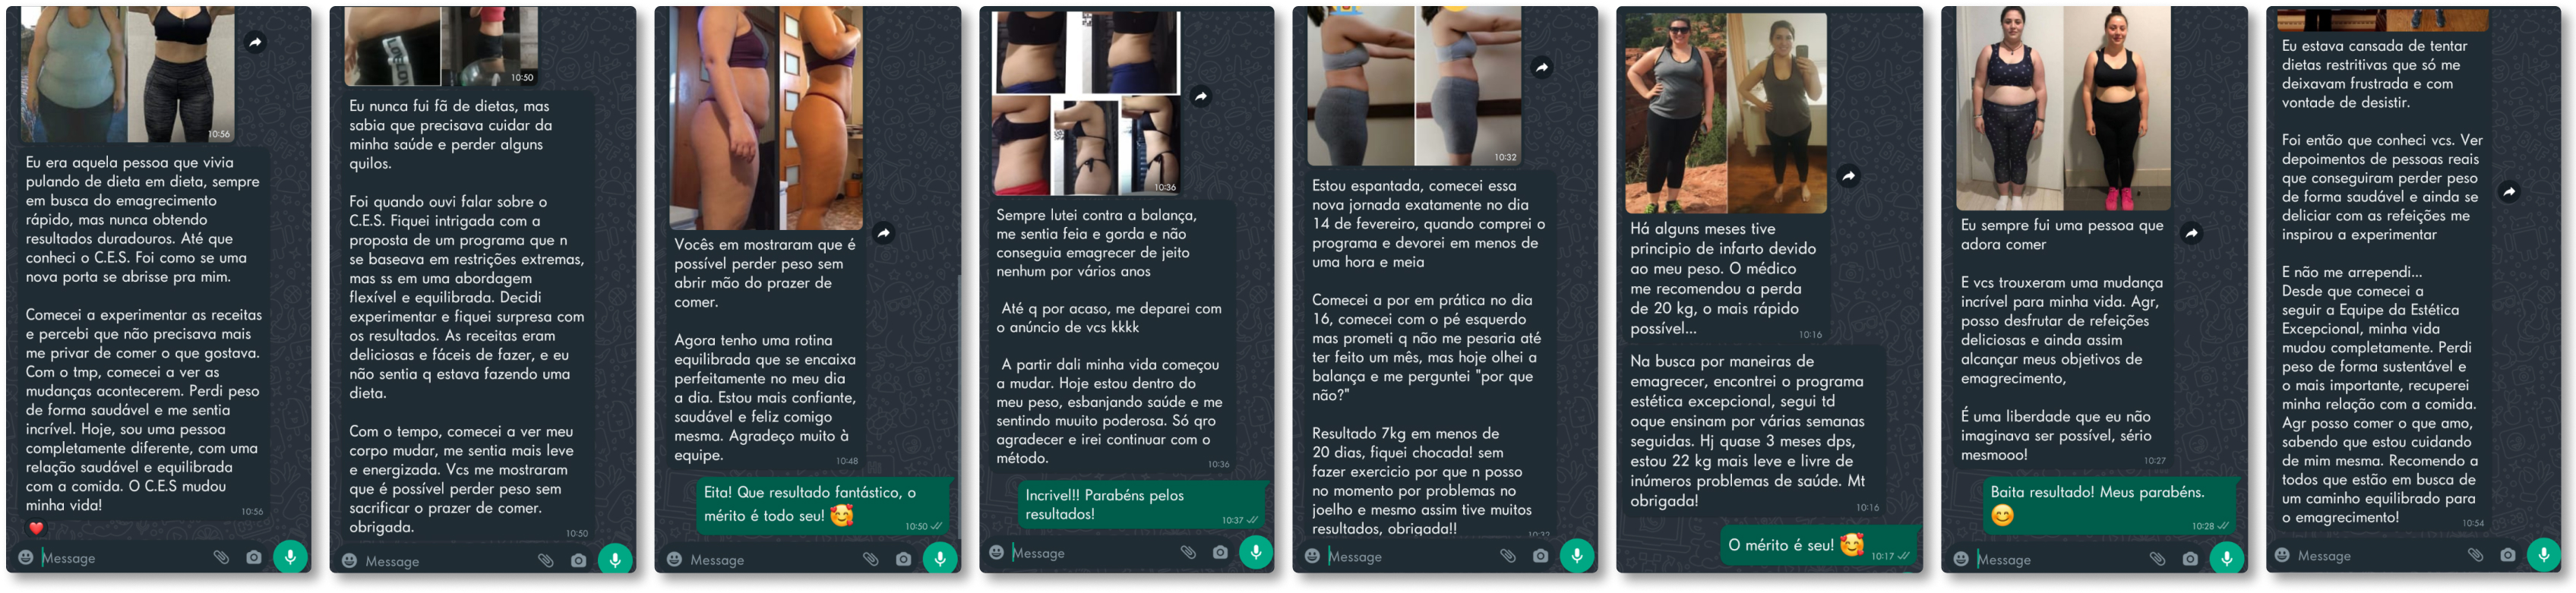 10:56
Eu era aquela pessoa que vivia
pulando de dieta em dieta, sempre
em busca do emagrecimento
rápido, mas nunca obtendo
resultados duradouros. Até que
conheci o C.E.S. Foi como se uma
nova porta se abrisse pra mim.
Comecei a experimentar as receitas
e percebi que não precisava mais
me privar de comer o que gostava.
Com o tmp, comecei a ver as
mudanças acontecerem. Perdi peso
de forma saudável e me sentia
incrível. Hoje, sou uma pessoa
completamente diferente, com uma
relação saudável e equilibrada
com a comida. O C.E.S mudou
minha vida!
10:56
Message
10:50
Eu nunca fui fã de dietas, mas
sabia que precisava cuidar da
minha saúde e perder alguns
quilos.
Foi quando ouvi falar sobre o
C.E.S. Fiquei intrigada com a
proposta de um programa que n
se baseava em restrições extremas,
mas ss em uma abordagem
flexível e equilibrada. Decidi
experimentar e fiquei surpresa com
os resultados. As receitas eram
deliciosas e fáceis de fazer, e eu
não sentia q estava fazendo uma
dieta.
Com o tempo, comecei a ver meu
corpo mudar, me sentia mais leve
e energizada. Vcs me mostraram
que é possível perder peso sem
sacrificar o prazer de comer.
obrigada.
10:50
Message
Vocês em mostraram que é
possível perder peso sem
abrir mão do prazer de
comer.
Agora tenho uma rotina
equilibrada que se encaixa
perfeitamente no meu dia
a dia. Estou mais confiante,
saudável e feliz comigo
mesma. Agradeço muito à
equipe.
10:48
Eita! Que resultado fantástico, o
mérito é todo seu! 🥰
10:50
Message
10:36
Sempre lutei contra a balança,
me sentia feia e gorda e não
conseguia emagrecer de jeito
nenhum por vários anos
Até q por acaso, me deparei com
o anúncio de vcs kkkk
A partir dali minha vida começou
a mudar. Hoje estou dentro do
meu peso, esbanjando saúde e me
sentindo muuito poderosa. Só qro
agradecer e irei continuar com o
método.
10:36
Incrivel!!! Parabéns pelos
resultados!
10:37
Message
10:32
Estou espantada, comecei essa
nova jornada exatamente no dia
14 de fevereiro, quando comprei o
programa e devorei em menos de
uma hora e meia
Comecei a por em prática no dia
16, comecei com o pé esquerdo
mas prometi q não me pesaria até
ter feito um mês, mas hoje olhei a
balança e me perguntei "por que
não?"
Resultado 7kg em menos de
20 dias, fiquei chocada! sem
fazer exercicio por que n posso
no momento por problemas no
joelho e mesmo assim tive muitos
resultados, obrigada!!
10:32
Message
Há alguns meses tive
principio de infarto devido
ao meu peso. O médico
me recomendou a perda
de 20 kg, o mais rápido
possível...
10:16
Na busca por maneiras de
emagrecer, encontrei o programa
estética excepcional, segui td
oque ensinam por várias semanas
seguidas. Hj quase 3 meses dps,
estou 22 kg mais leve e livre de
inúmeros problemas de saúde. Mt
obrigada!
10:16
O mérito é seu! 🥰
10:17
Eu sempre fui uma pessoa que
adora comer
E vcs trouxeram uma mudança
incrível para minha vida. Agr,
posso desfrutar de refeições
deliciosas e ainda assim
alcançar meus objetivos de
emagrecimento,
É uma liberdade que eu não
imaginava ser possível, sério
mesmooo!
10:27
Baita resultado! Meus parabéns.
😊
10:28
Message
Eu estava cansada de tentar
dietas restritivas que só me
deixavam frustrada e com
vontade de desistir.
Foi então que conheci vcs. Ver
depoimentos de pessoas reais
que conseguiram perder peso
de forma saudável e ainda se
deliciar com as refeições me
inspirou a experimentar
E não me arrependi...
Desde que comecei a
seguir a Equipe da Estética
Excepcional, minha vida
mudou completamente. Perdi
peso de forma sustentável e
o mais importante, recuperei
minha relação com a comida.
Agr posso comer o que amo,
sabendo que estou cuidando
de mim mesma. Recomendo a
todos que estão em busca de
um caminho equilibrado para
o emagrecimento!
10:54
Message